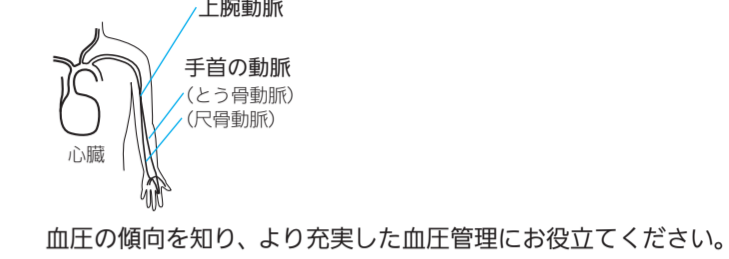 上腕動脈
手首の動脈
(とう骨動脈)
(尺骨動脈)
心臓
血圧の傾向を知り、より充実した血圧管理にお役立てください。